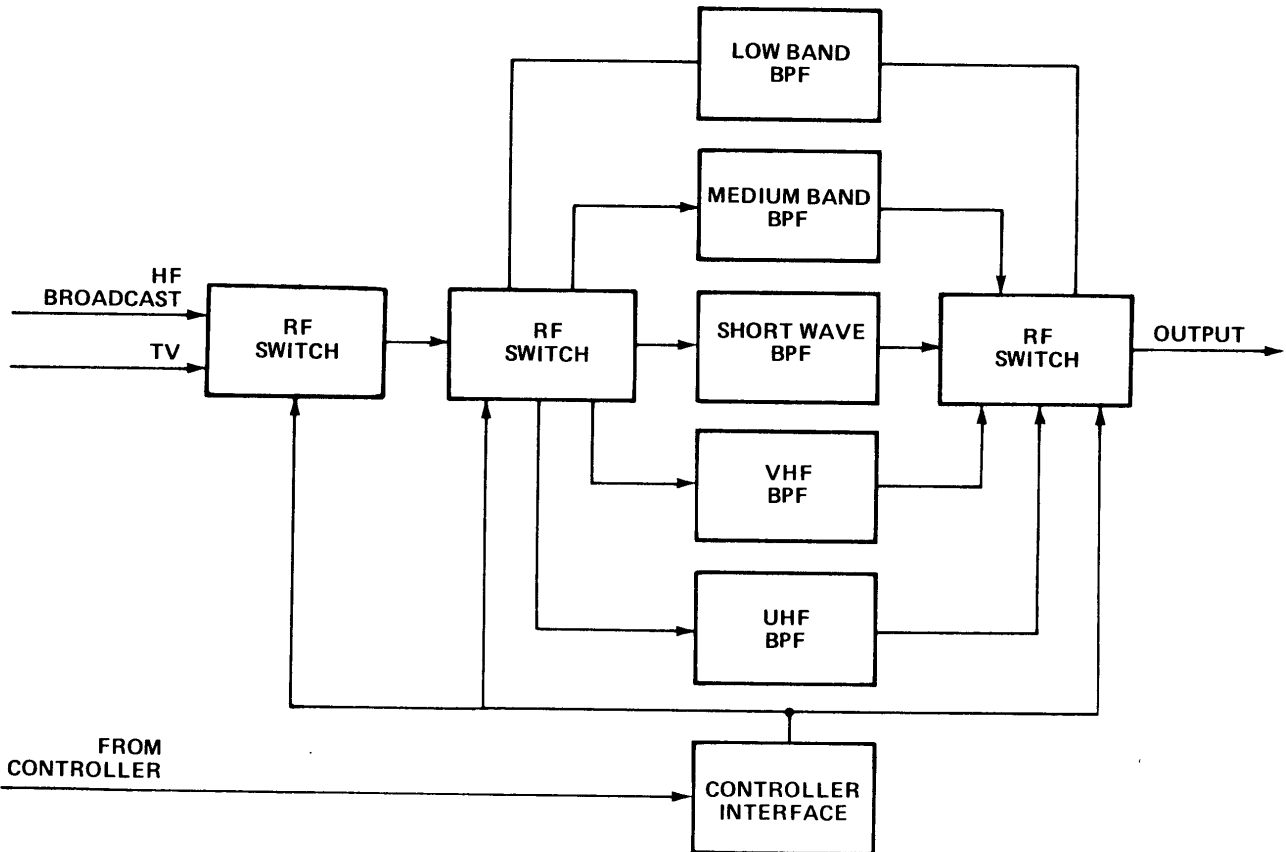 LOW BAND
BPF
MEDIUM BAND
BPF
HF
BROADCAST
TV
RF
SWITCH
RF
SWITCH
SHORT WAVE
BPF
RF
SWITCH
OUTPUT
VHF
BPF
UHF
BPF
FROM
CONTROLLER
CONTROLLER
INTERFACE